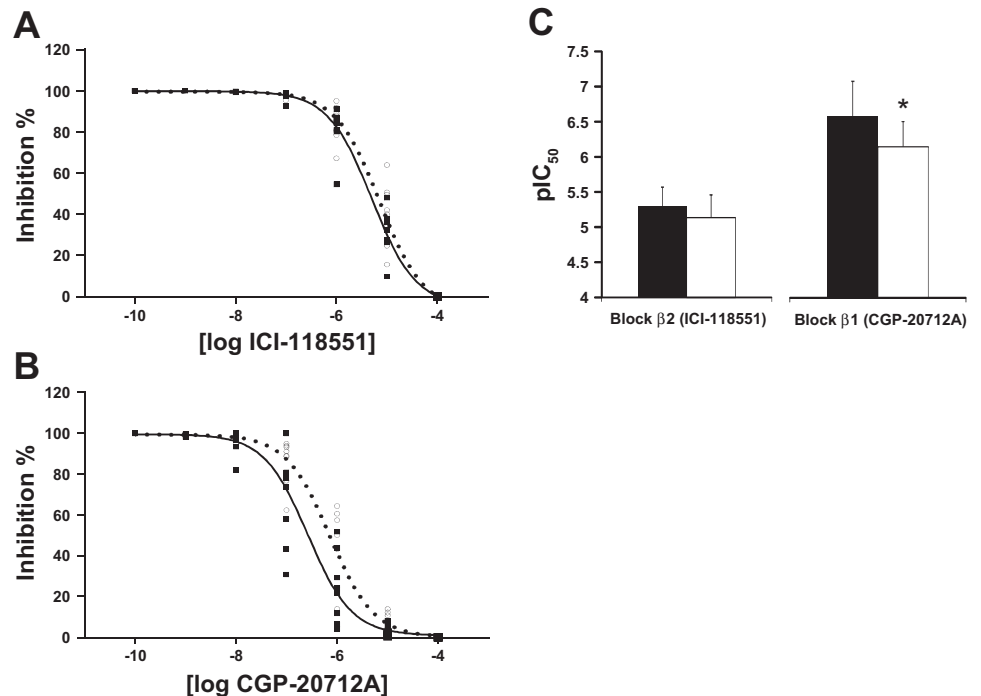 A
120
100
80
60
40
20
0
Inhibition %
-10 -8 -6 -4
[log ICI-118551]
B
120
100
80
60
40
20
0
Inhibition %
-10 -8 -6 -4
[log CGP-20712A]
C
7.5
7
6.5
6
5.5
5
4.5
4
pIC50
*
Block β2 (ICI-118551) Block β1 (CGP-20712A)